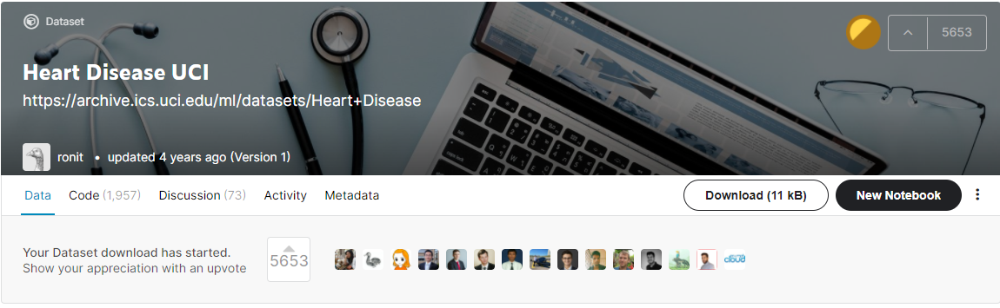 Dataset
5653
Heart Disease UCI
https://archive.ics.uci.edu/ml/datasets/Heart+Disease
ronit • updated 4 years ago (Version 1)
Data Code (1,957) Discussion (73) Activity Metadata Download (11 kB) New Notebook
Your Dataset download has started.
Show your appreciation with an upvote
5653
cloud